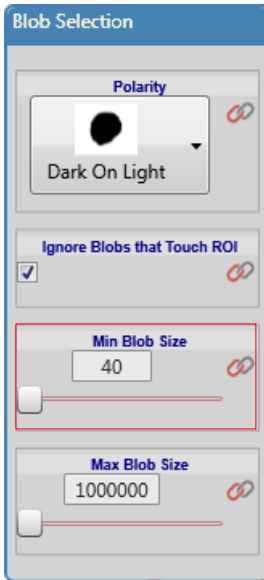 Blob Selection
Polarity
Dark On Light
Ignore Blobs that Touch ROI
Min Blob Size
40
Max Blob Size
1000000